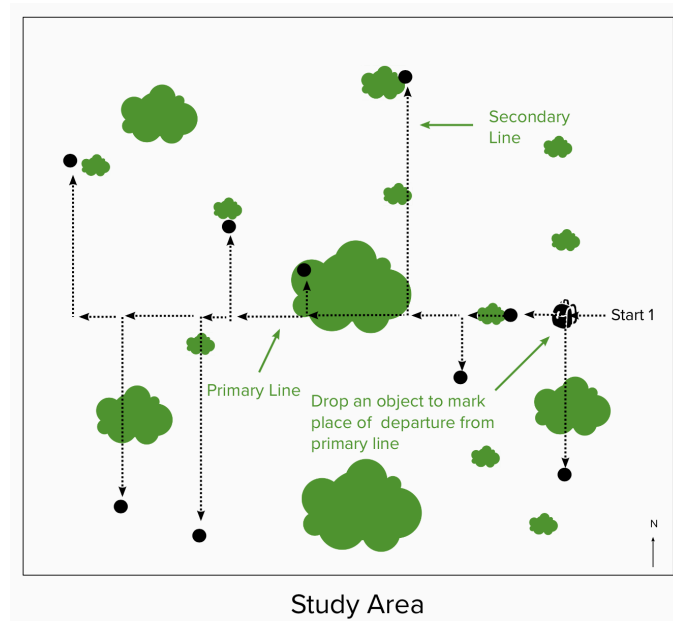 Secondary
Line
Start 1
Primary Line
Drop an object to mark
place of departure from
primary line
N
Study Area